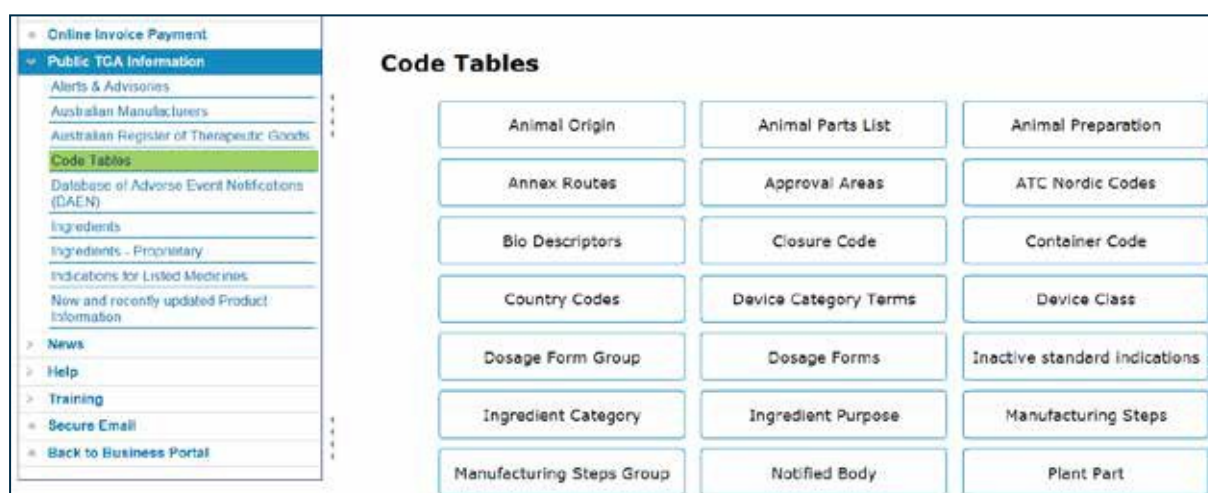 Online Invoice Payment
Public TGA Information
Alerts & Advisories
Australian Manufacturers
Australian Register of Therapeutic Goods
Code Tables
Database of Adverse Event Notifications
(DAEN)
Ingredients
Ingredients - Proprietary
Indications for Listed Medicines
New and recently updated Product
Information
News
Help
Training
Secure Email
Back to Business Portal
Code Tables
Animal Origin
Animal Parts List
Animal Preparation
Annex Routes
Approval Areas
ATC Nordic Codes
Bio Descriptors
Closure Code
Container Code
Country Codes
Device Category Terms
Device Class
Dosage Form Group
Dosage Forms
Inactive standard indications
Ingredient Category
Ingredient Purpose
Manufacturing Steps
Manufacturing Steps Group
Notified Body
Plant Part